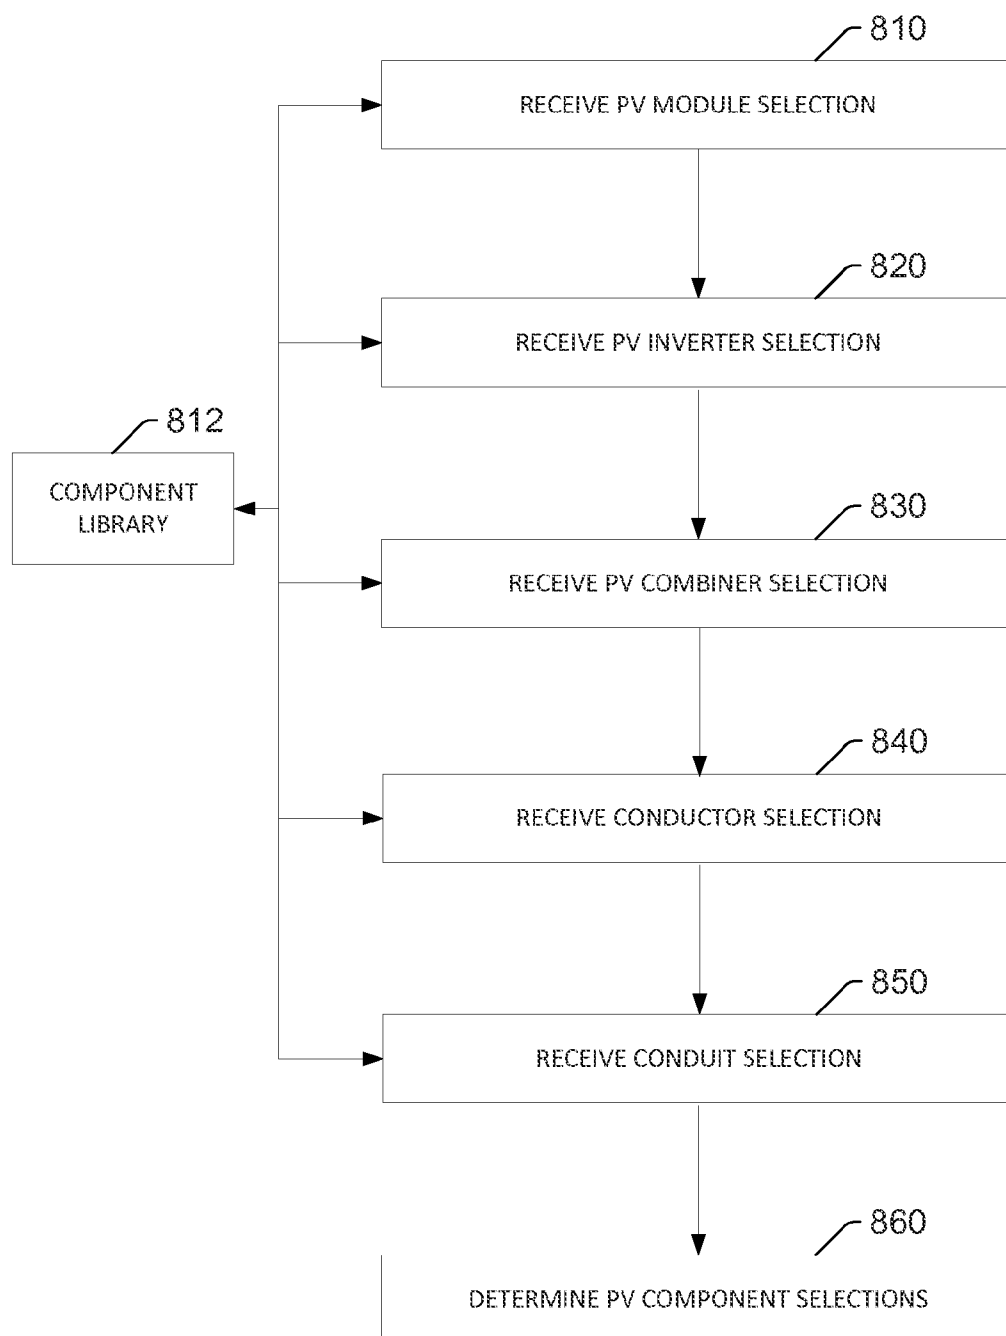 810
RECEIVE PV MODULE SELECTION
820
RECEIVE PV INVERTER SELECTION
812
COMPONENT
LIBRARY
830
RECEIVE PV COMBINER SELECTION
840
RECEIVE CONDUCTOR SELECTION
850
RECEIVE CONDUIT SELECTION
860
DETERMINE PV COMPONENT SELECTIONS